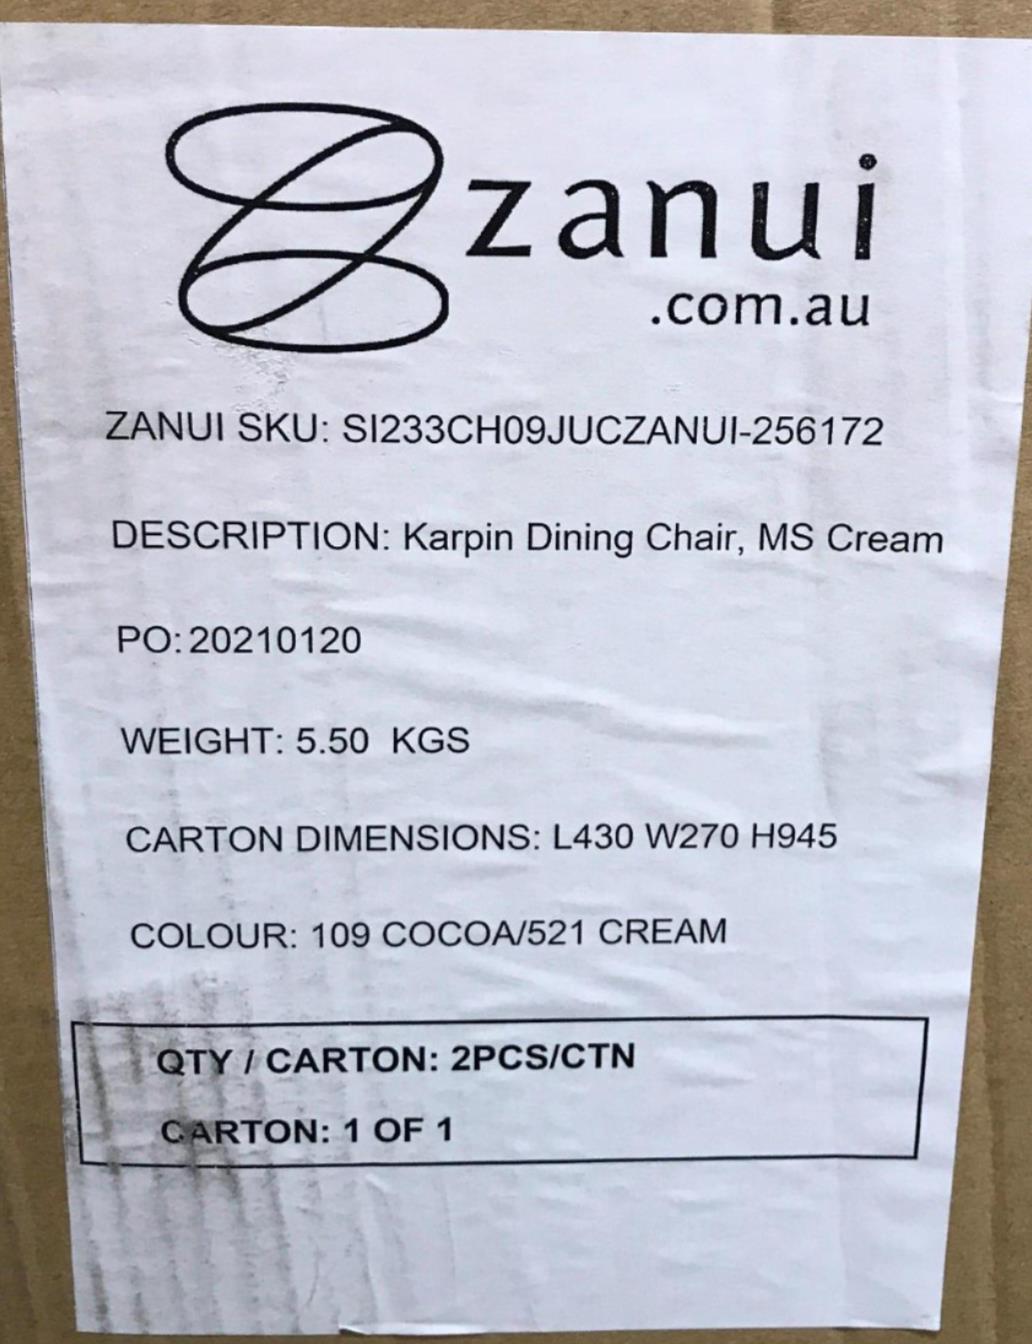 zanui
.com.au
ZANUI SKU: SI233CH09JUCZANUI-256172
DESCRIPTION: Karpin Dining Chair, MS Cream
PO: 20210120
WEIGHT: 5.50 KGS
CARTON DIMENSIONS: L430 W270 H945
COLOUR: 109 COCOA/521 CREAM
QTY / CARTON: 2PCS/CTN
CARTON: 1 OF 1